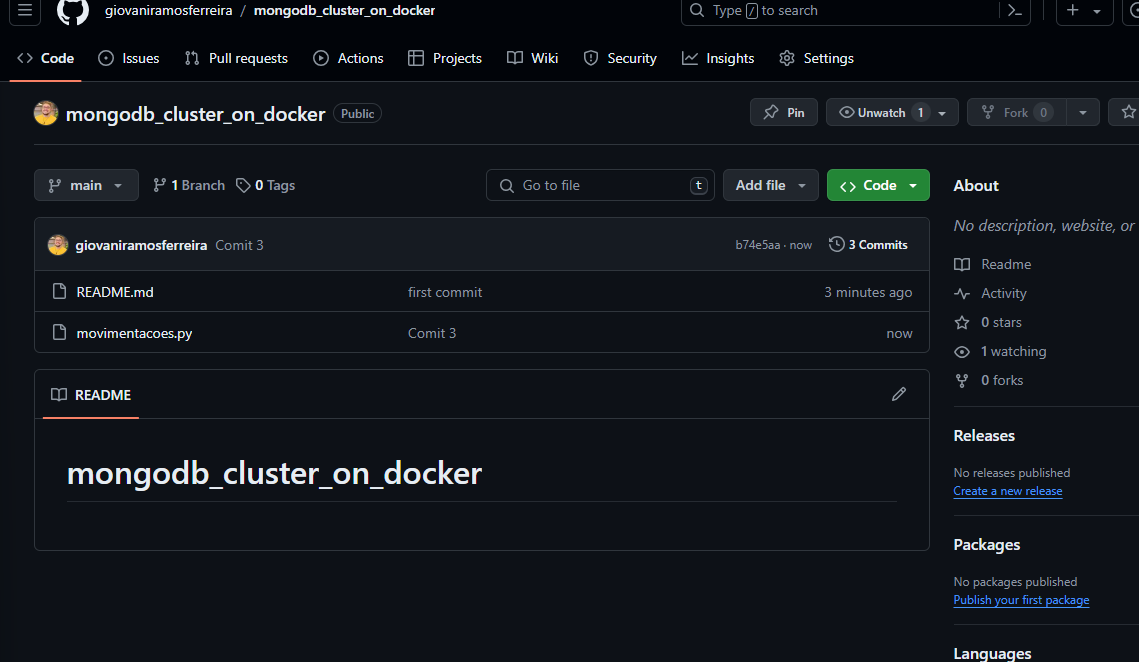 giovaniramosferreira / mongodb_cluster_on_docker
Type / to search
Code Issues Pull requests Actions Projects Wiki Security Insights Settings
mongodb_cluster_on_docker Public
Pin Unwatch 1 Fork 0
main 1 Branch 0 Tags Go to file t Add file <> Code
giovaniramosferreira Comit 3 b74e5aa · now 3 Commits
README.md first commit 3 minutes ago
movimentacoes.py Comit 3 now
README
mongodb_cluster_on_docker
About
No description, website, or
Readme
Activity
0 stars
1 watching
0 forks
Releases
No releases published
Create a new release
Packages
No packages published
Publish your first package
Languages